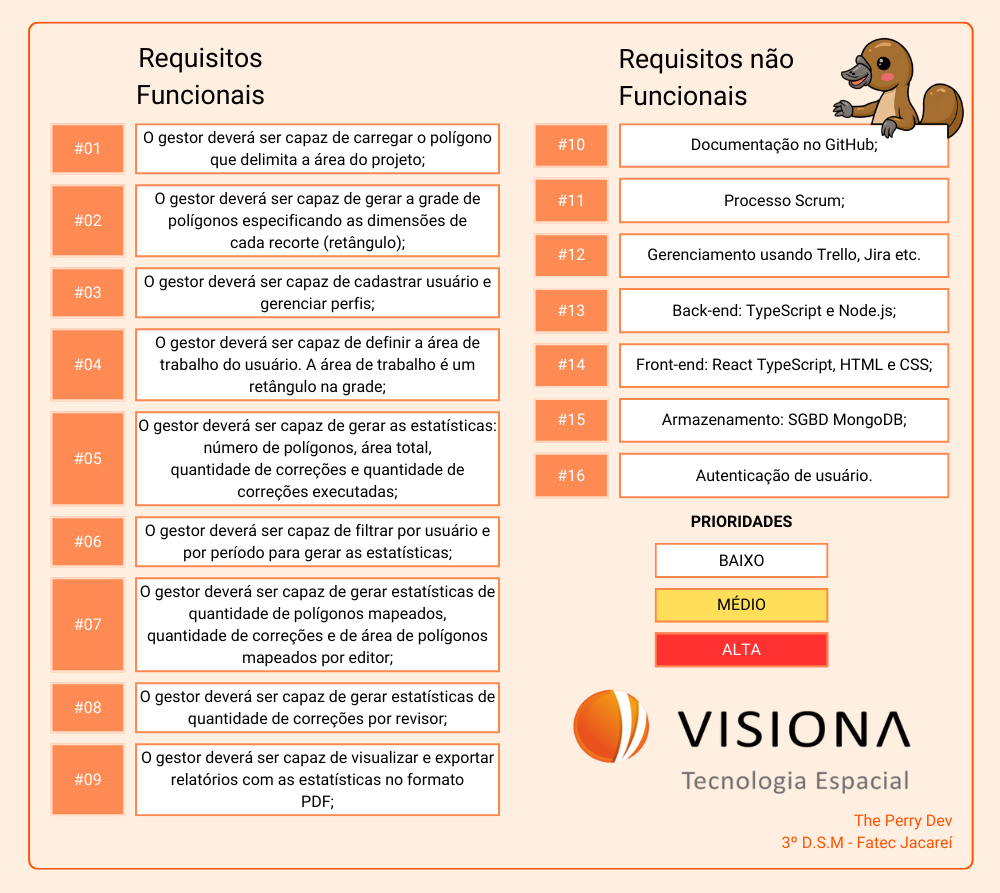 Requisitos
Funcionais
#01
O gestor deverá ser capaz de carregar o polígono
que delimita a área do projeto;
#02
O gestor deverá ser capaz de gerar a grade de
polígonos especificando as dimensões de
cada recorte (retângulo);
#03
O gestor deverá ser capaz de cadastrar usuário e
gerenciar perfis;
#04
O gestor deverá ser capaz de definir a área de
trabalho do usuário. A área de trabalho é um
retângulo na grade;
#05
O gestor deverá ser capaz de gerar as estatísticas:
número de polígonos, área total,
quantidade de correções e quantidade de
correções executadas;
#06
O gestor deverá ser capaz de filtrar por usuário e
por período para gerar as estatísticas;
#07
O gestor deverá ser capaz de gerar estatísticas de
quantidade de polígonos mapeados,
quantidade de correções e de área de polígonos
mapeados por editor;
#08
O gestor deverá ser capaz de gerar estatísticas de
quantidade de correções por revisor;
#09
O gestor deverá ser capaz de visualizar e exportar
relatórios com as estatísticas no formato
PDF;
Requisitos não
Funcionais
#10
Documentação no GitHub;
#11
Processo Scrum;
#12
Gerenciamento usando Trello, Jira etc.
#13
Back-end: TypeScript e Node.js;
#14
Front-end: React TypeScript, HTML e CSS;
#15
Armazenamento: SGBD MongoDB;
#16
Autenticação de usuário.
PRIORIDADES
BAIXO
MÉDIO
ALTA
VISIONA
Tecnologia Espacial
The Perry Dev
3º D.S.M - Fatec Jacareí